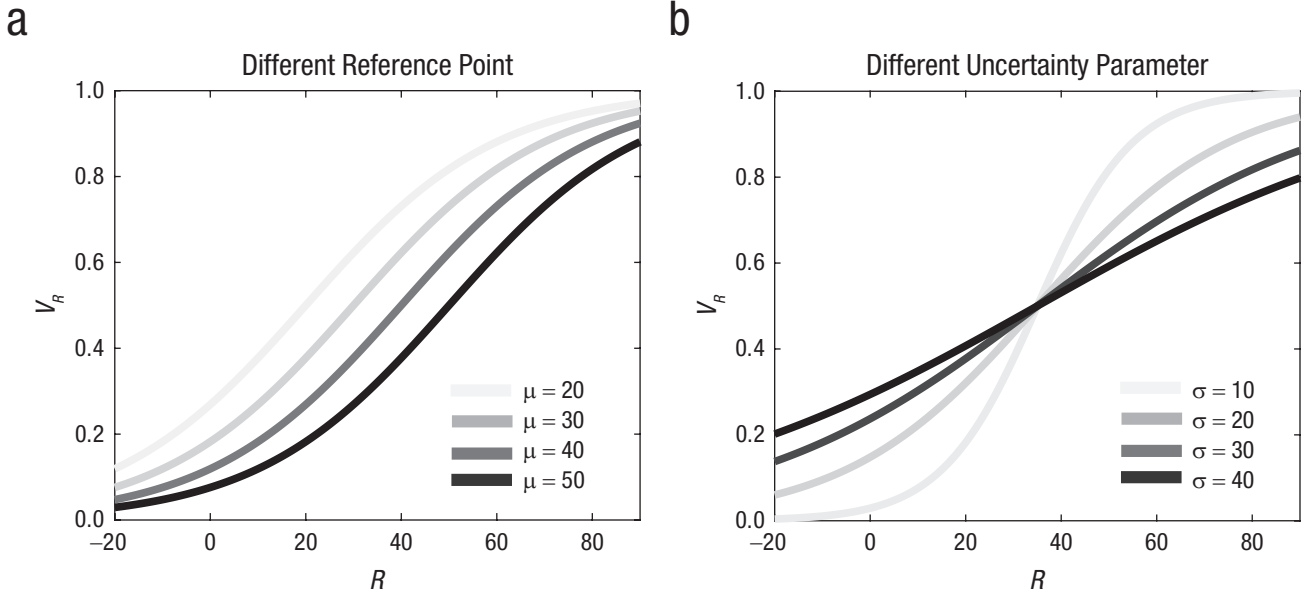 a
Different Reference Point
1.0
0.8
0.6
0.4
0.2
0.0
V_R
−20 0 20 40 60 80
R
μ = 20
μ = 30
μ = 40
μ = 50
b
Different Uncertainty Parameter
1.0
0.8
0.6
0.4
0.2
0.0
V_R
−20 0 20 40 60 80
R
σ = 10
σ = 20
σ = 30
σ = 40